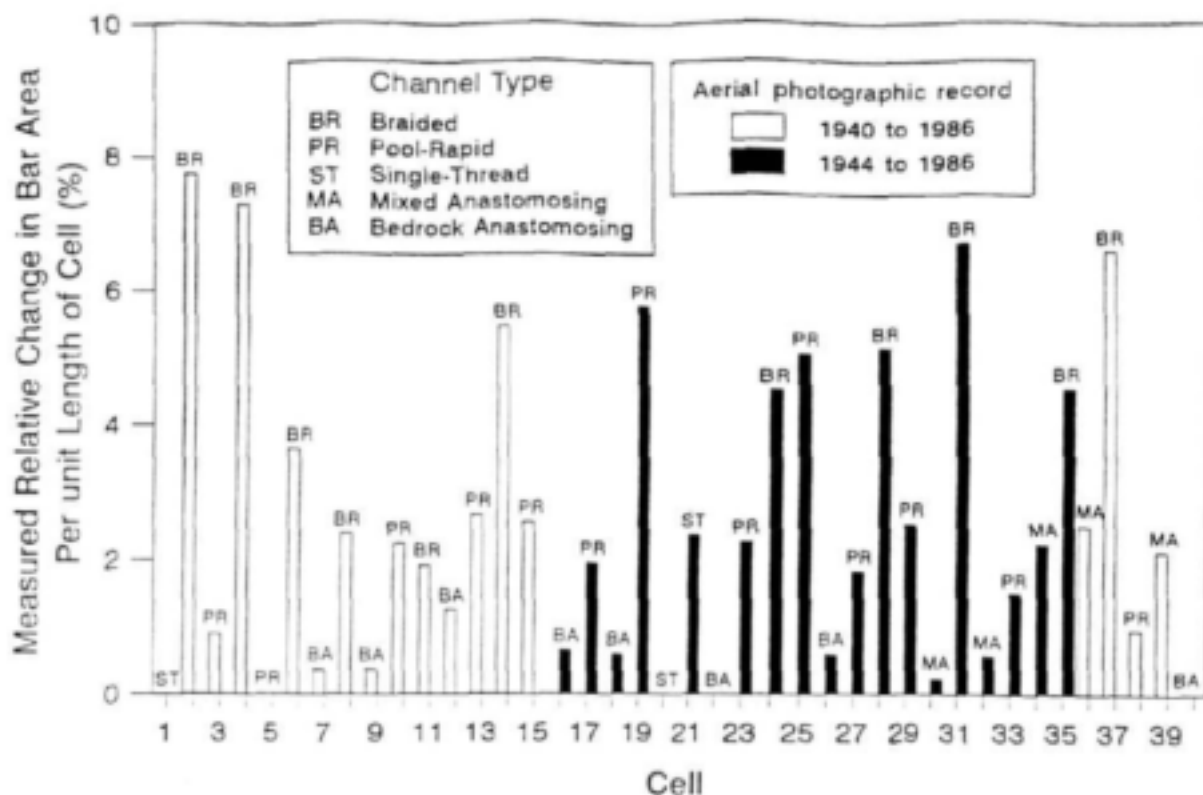 10
8
6
4
2
0
Measured Relative Change in Bar Area
Per unit Length of Cell (%)
Channel Type
BR Braided
PR Pool-Rapid
ST Single-Thread
MA Mixed Anastomosing
BA Bedrock Anastomosing
Aerial photographic record
1940 to 1986
1944 to 1986
ST BR PR BR PR BR BA BR BA PR BR BA PR BR PR BA PR BA PR ST ST BA PR BR PR BA PR BR PR MA BR MA PR MA BR MA BR PR MA BA
1 3 5 7 9 11 13 15 17 19 21 23 25 27 29 31 33 35 37 39
Cell